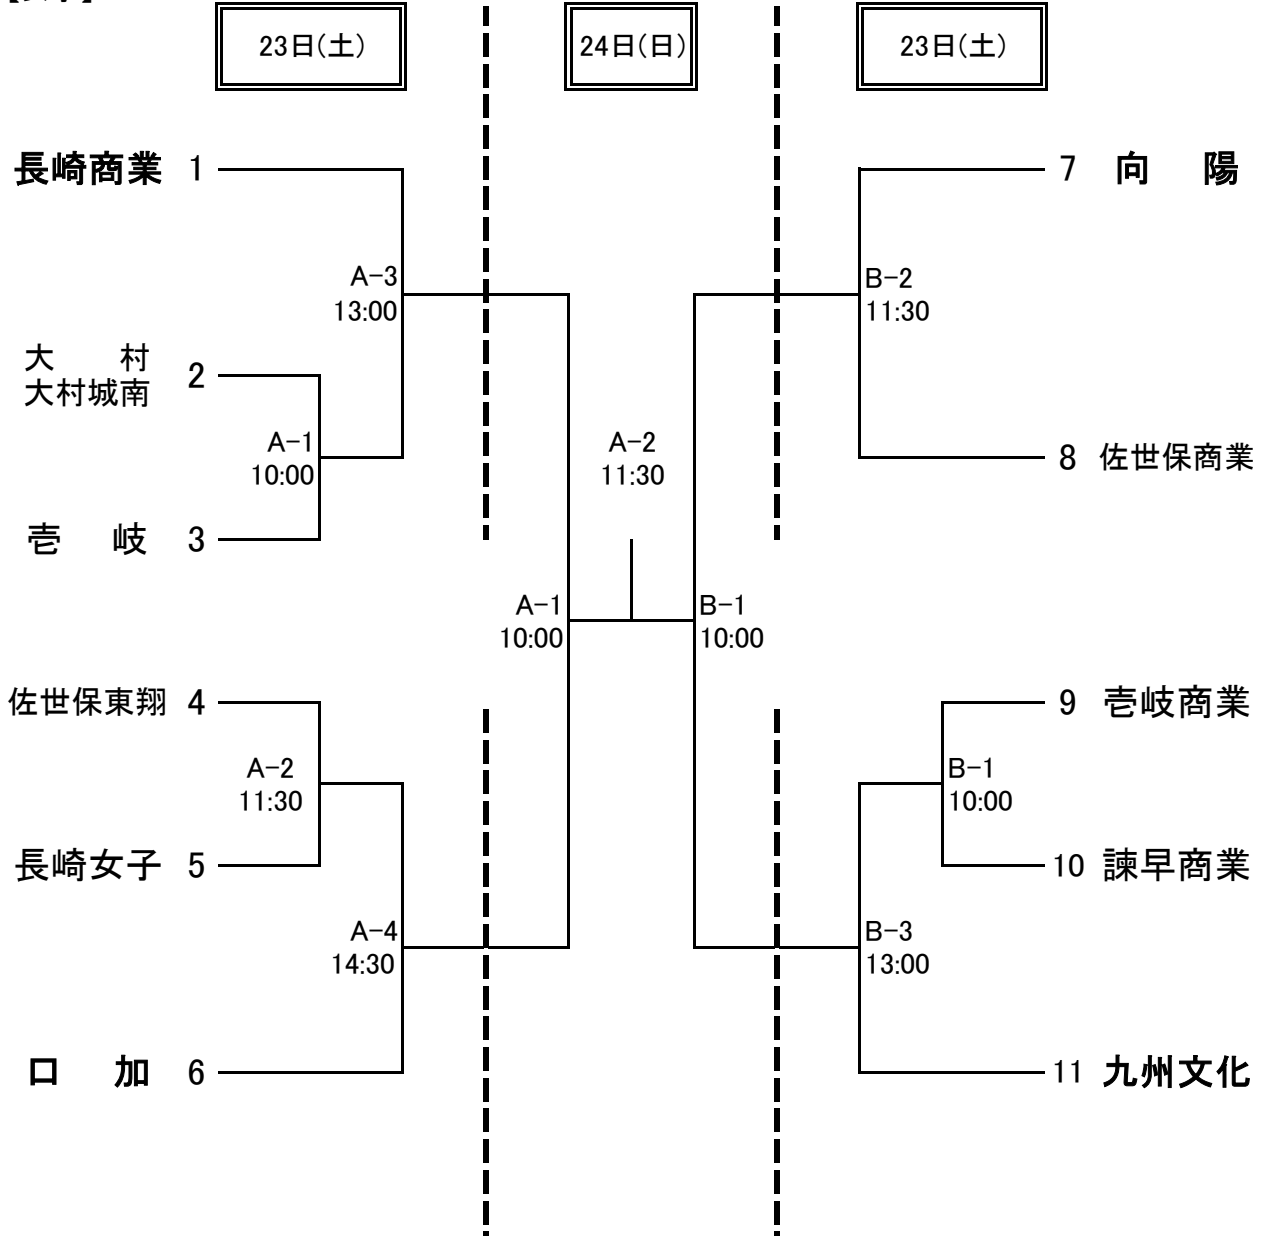 23日(土)
24日(日)
23日(土)
長崎商業 1
A-3
13:00
大 村
大村城南
2
A-1
10:00
壱 岐 3
佐世保東翔 4
A-2
11:30
長崎女子 5
A-4
14:30
口 加 6
A-2
11:30
A-1
10:00
B-1
10:00
7 向 陽
B-2
11:30
8 佐世保商業
9 壱岐商業
B-1
10:00
10 諫早商業
B-3
13:00
11 九州文化